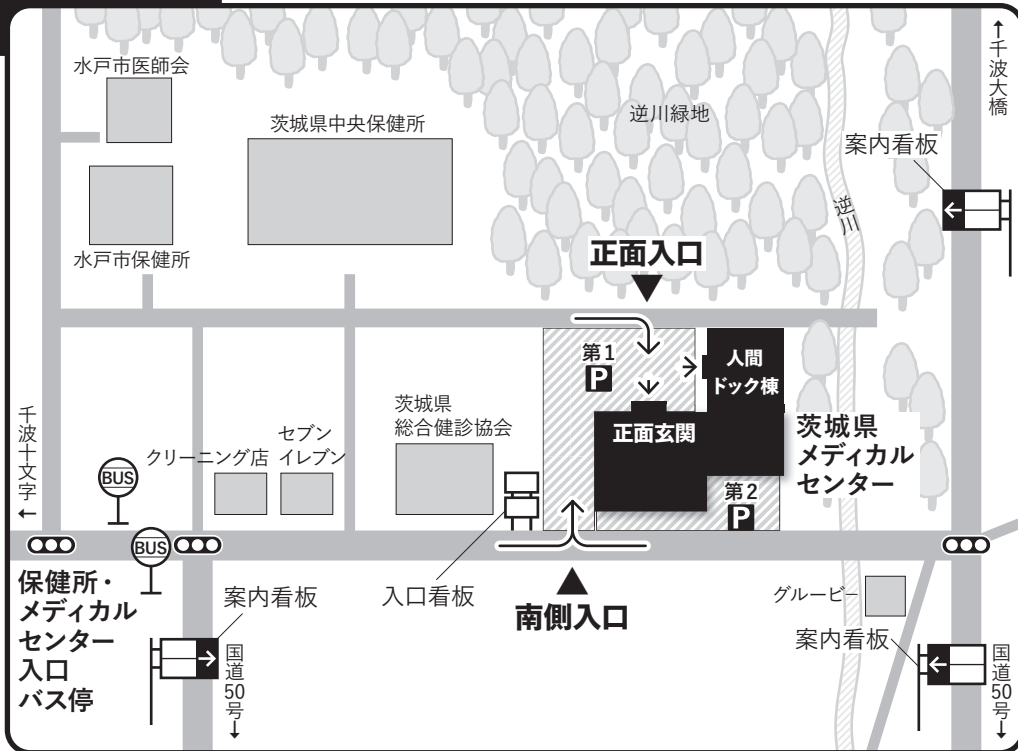 水戸市医師会
茨城県中央保健所
逆川緑地
↑千波大橋
案内看板
逆川
水戸市保健所
正面入口
第1
P
人間
ドック棟
正面玄関
茨城県
メディカル
センター
第2
P
茨城県
総合健診協会
セブン
イレブン
クリーニング店
千波十文字←
BUS
BUS
保健所・
メディカル
センター
入口
バス停
案内看板
国道50号→
入口看板
南側入口
グルービー
案内看板
国道50号→